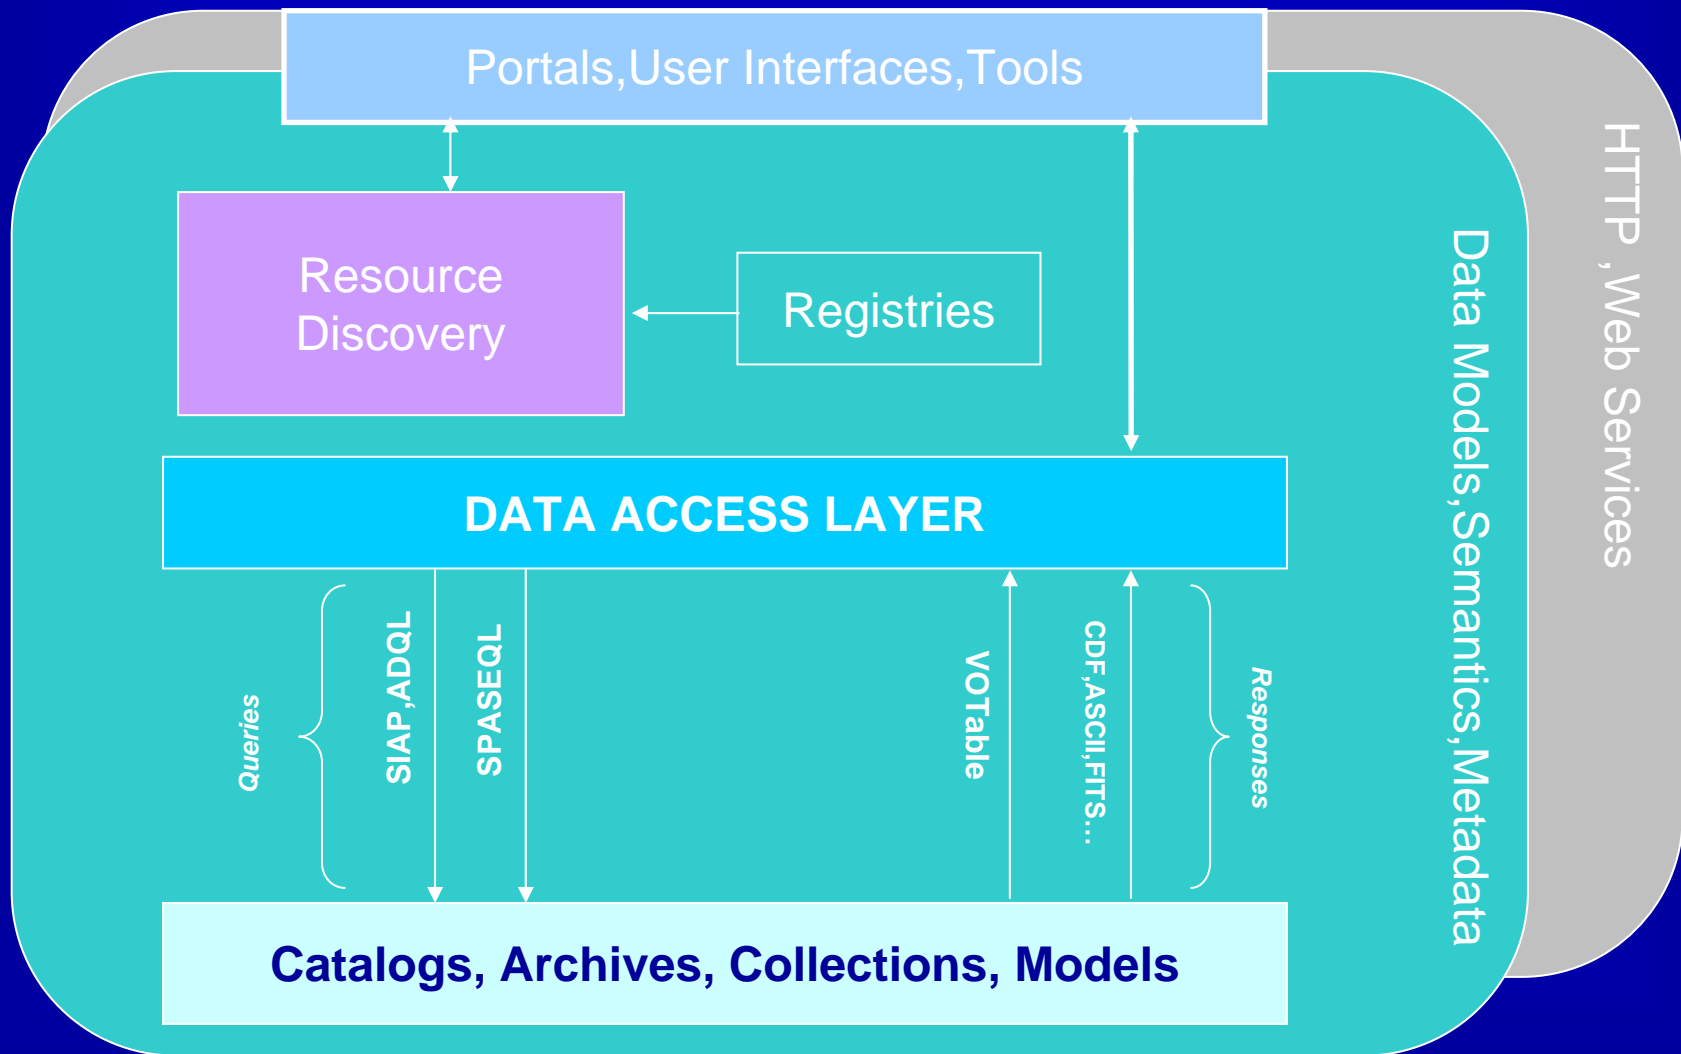 Portals,User Interfaces,Tools
HTTP ,Web Services
Data Models,Semantics,Metadata
Resource
Discovery
Registries
DATA ACCESS LAYER
Queries
SIAP,ADQL
SPASEQL
VOTable
CDF,ASCII,FITS...
Responses
Catalogs, Archives, Collections, Models